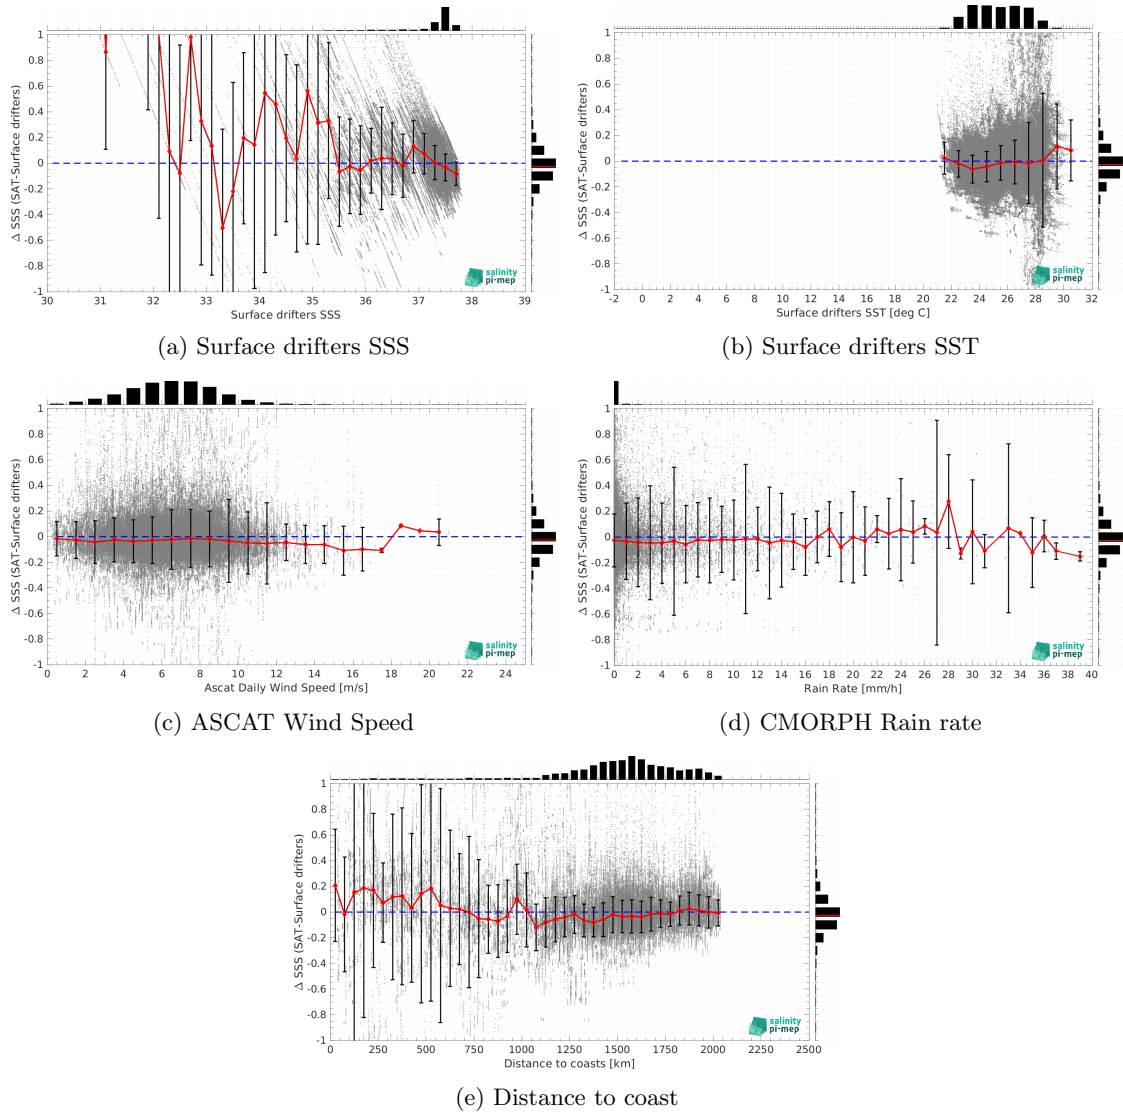 1
0.8
0.6
0.4
0.2
0
-0.2
-0.4
-0.6
-0.8
-1
Δ SSS (SAT-Surface drifters)
salinity
pi-mep
30 31 32 33 34 35 36 37 38 39
Surface drifters SSS
(a) Surface drifters SSS
1
0.8
0.6
0.4
0.2
0
-0.2
-0.4
-0.6
-0.8
-1
Δ SSS (SAT-Surface drifters)
salinity
pi-mep
-2 0 2 4 6 8 10 12 14 16 18 20 22 24 26 28 30 32
Surface drifters SST [deg C]
(b) Surface drifters SST
1
0.8
0.6
0.4
0.2
0
-0.2
-0.4
-0.6
-0.8
-1
Δ SSS (SAT-Surface drifters)
salinity
pi-mep
0 2 4 6 8 10 12 14 16 18 20 22 24
Ascat Daily Wind Speed [m/s]
(c) ASCAT Wind Speed
1
0.8
0.6
0.4
0.2
0
-0.2
-0.4
-0.6
-0.8
-1
Δ SSS (SAT-Surface drifters)
salinity
pi-mep
0 2 4 6 8 10 12 14 16 18 20 22 24 26 28 30 32 34 36 38 40
Rain Rate [mm/h]
(d) CMORPH Rain rate
1
0.8
0.6
0.4
0.2
0
-0.2
-0.4
-0.6
-0.8
-1
Δ SSS (SAT-Surface drifters)
salinity
pi-mep
0 250 500 750 1000 1250 1500 1750 2000 2250 2500
Distance to coasts [km]
(e) Distance to coast